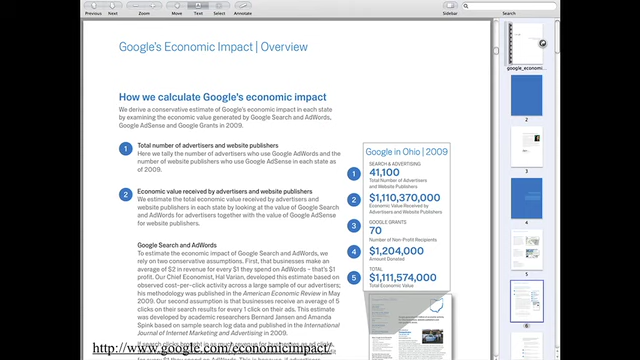 Previous Next Zoom Move Text Select Annotate Sidebar Search
Google's Economic Impact | Overview
google_economi...
How we calculate Google's economic impact
We derive a conservative estimate of Google's economic impact in each state
by examining the economic value generated by Google Search and AdWords,
Google AdSense and Google Grants in 2009.
1 Total number of advertisers and website publishers
Here we tally the number of advertisers who use Google AdWords and the
number of website publishers who use Google AdSense in each state as
of 2009.
2 Economic value received by advertisers and website publishers
We estimate the total economic value received by advertisers and
website publishers in each state by looking at the value of Google Search
and AdWords for advertisers together with the value of Google AdSense
for website publishers.
Google Search and AdWords
To estimate the economic impact of Google Search and AdWords, we
rely on two conservative assumptions. First, that businesses make an
average of $2 in revenue for every $1 they spend on AdWords – that's $1
profit. Our Chief Economist, Hal Varian, developed this estimate based on
observed cost-per-click activity across a large sample of our advertisers;
his methodology was published in the American Economic Review in May
2009. Our second assumption is that businesses receive an average of 5
clicks on their search results for every 1 click on their ads. This estimate
was developed by academic researchers Bernard Jansen and Amanda
Spink based on sample search log data and published in the International
Journal of Internet Marketing and Advertising in 2009.
Google in Ohio | 2009
SEARCH & ADVERTISING
1 41,100
Total Number of Advertisers
and Website Publishers
2 $1,110,370,000
Economic Value Received by
Advertisers and Website Publishers
GOOGLE GRANTS
3 70
Number of Non-Profit Recipients
4 $1,204,000
Amount Donated
TOTAL
5 $1,111,574,000
Total Economic Value
2
3
4
5
6
http://www.google.com/economicimpact/